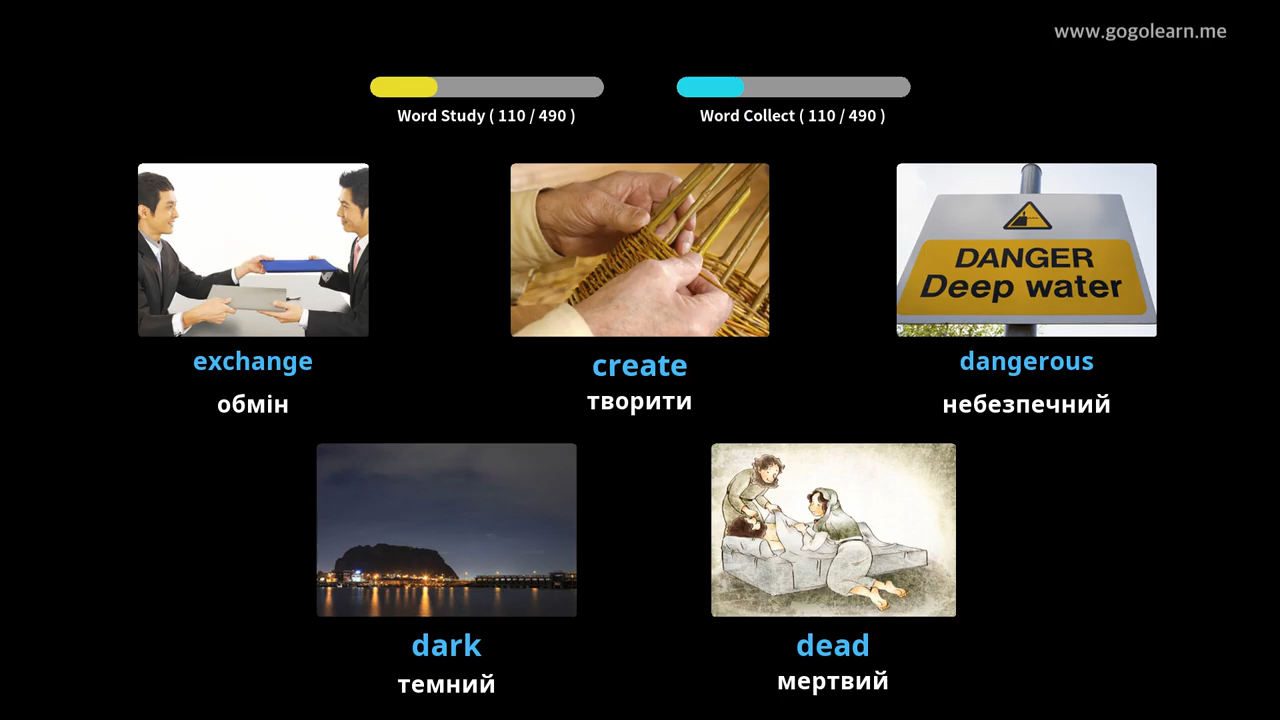 www.gogolearn.me
Word Study ( 110 / 490 )
Word Collect ( 110 / 490 )
DANGER
Deep water
exchange
create
dangerous
обмін
творити
небезпечний
dark
dead
темний
мертвий